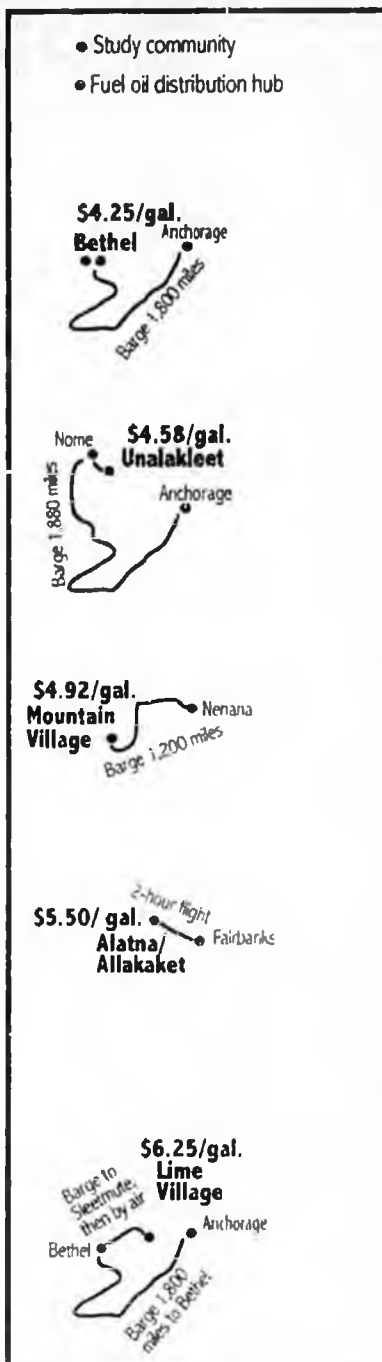 Study community
Fuel oil distribution hub
$4.25/gal.
Bethel
Anchorage
Barge 1,800 miles
Nome
$4.58/gal.
Unalakleet
Anchorage
Barge 1,880 miles
$4.92/gal.
Mountain
Village
Nenana
Barge 1,200 miles
2-hour flight
$5.50/ gal.
Alatna/
Allakaket
Fairbanks
$6.25/gal.
Lime
Village
Barge to
Sleetmute,
then by air
Bethel
Anchorage
Barge 1,800
miles to Bethel